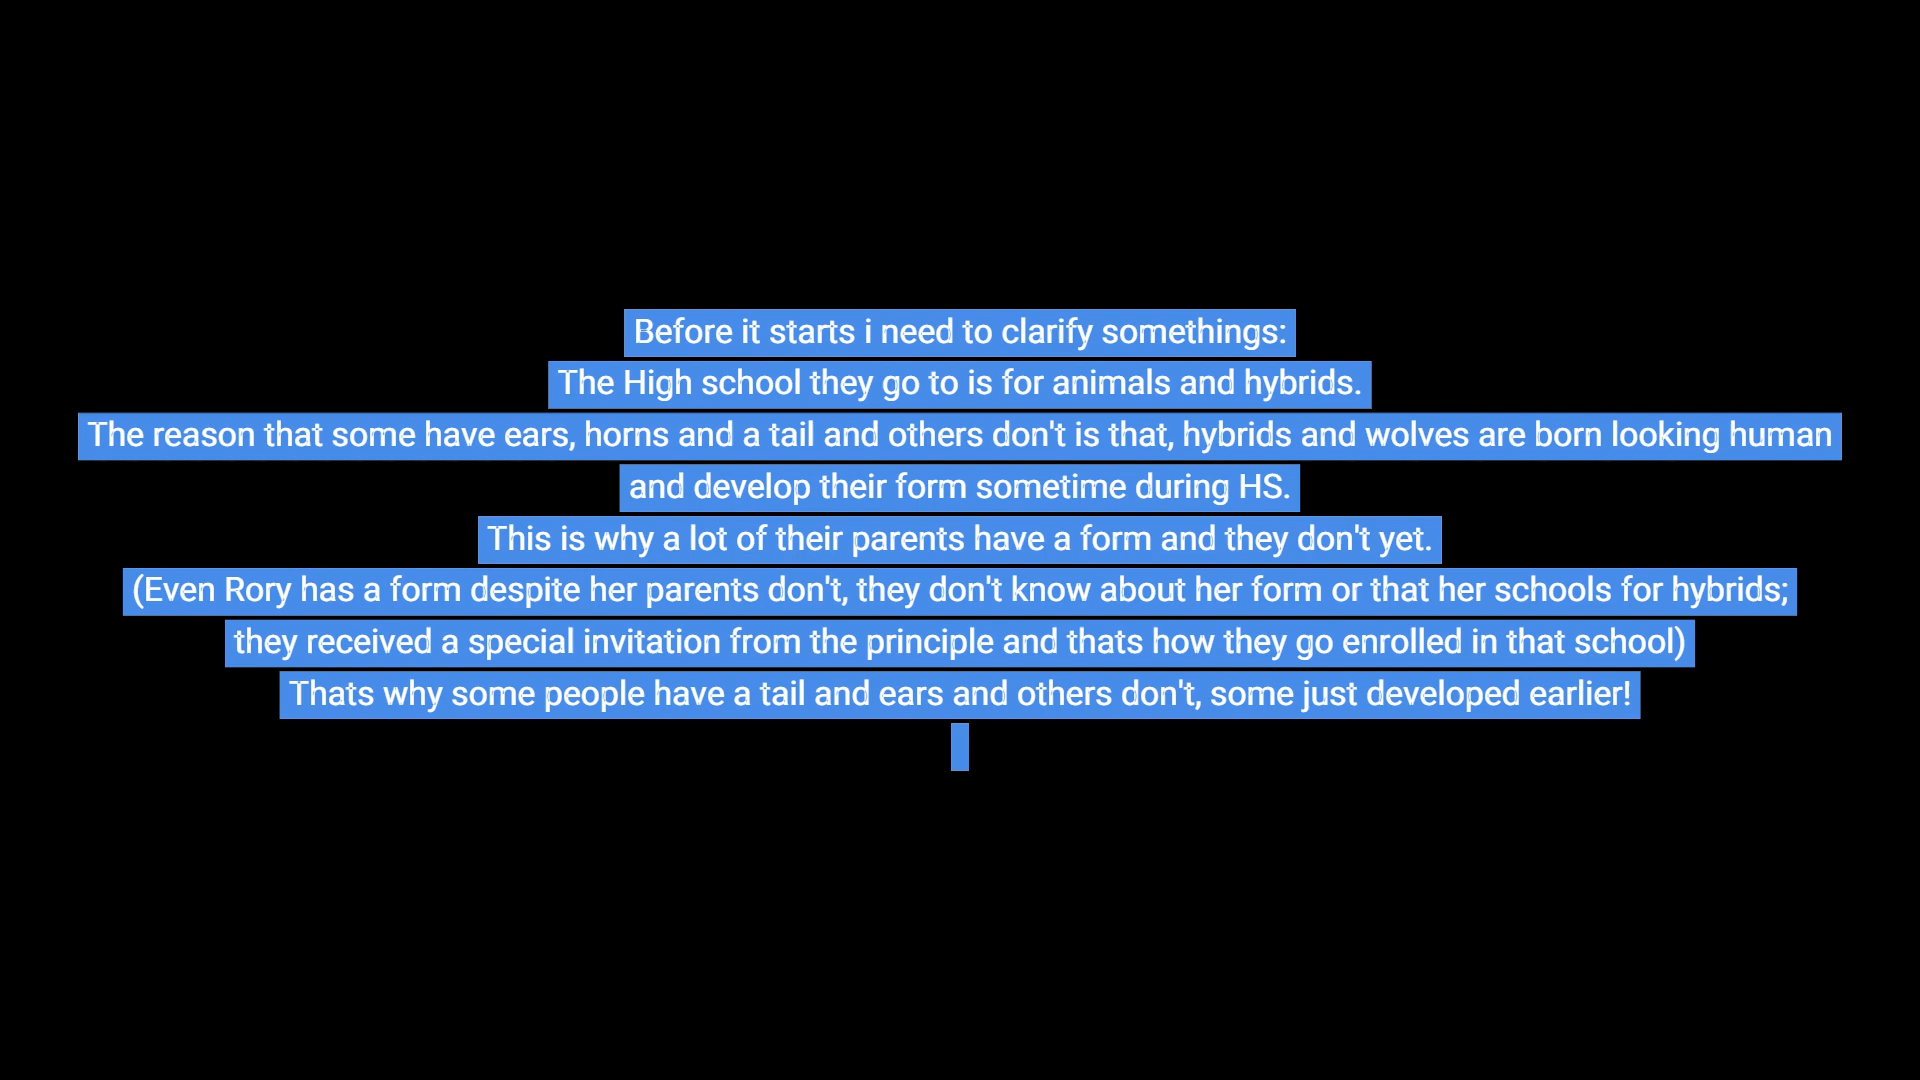 Before it starts i need to clarify somethings:
The High school they go to is for animals and hybrids.
The reason that some have ears, horns and a tail and others don't is that, hybrids and wolves are born looking human
and develop their form sometime during HS.
This is why a lot of their parents have a form and they don't yet.
(Even Rory has a form despite her parents don't, they don't know about her form or that her schools for hybrids;
they received a special invitation from the principle and thats how they go enrolled in that school)
Thats why some people have a tail and ears and others don't, some just developed earlier!